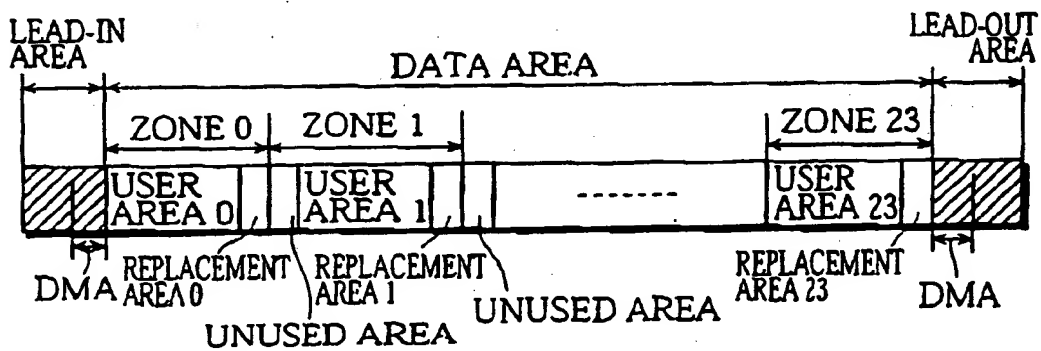 LEAD-IN
AREA
LEAD-OUT
AREA
DATA AREA
ZONE 0
ZONE 1
ZONE 23
USER
AREA 0
USER
AREA 1
USER
AREA 23
DMA
REPLACEMENT
AREA 0
REPLACEMENT
AREA 1
REPLACEMENT
AREA 23
DMA
UNUSED AREA
UNUSED AREA